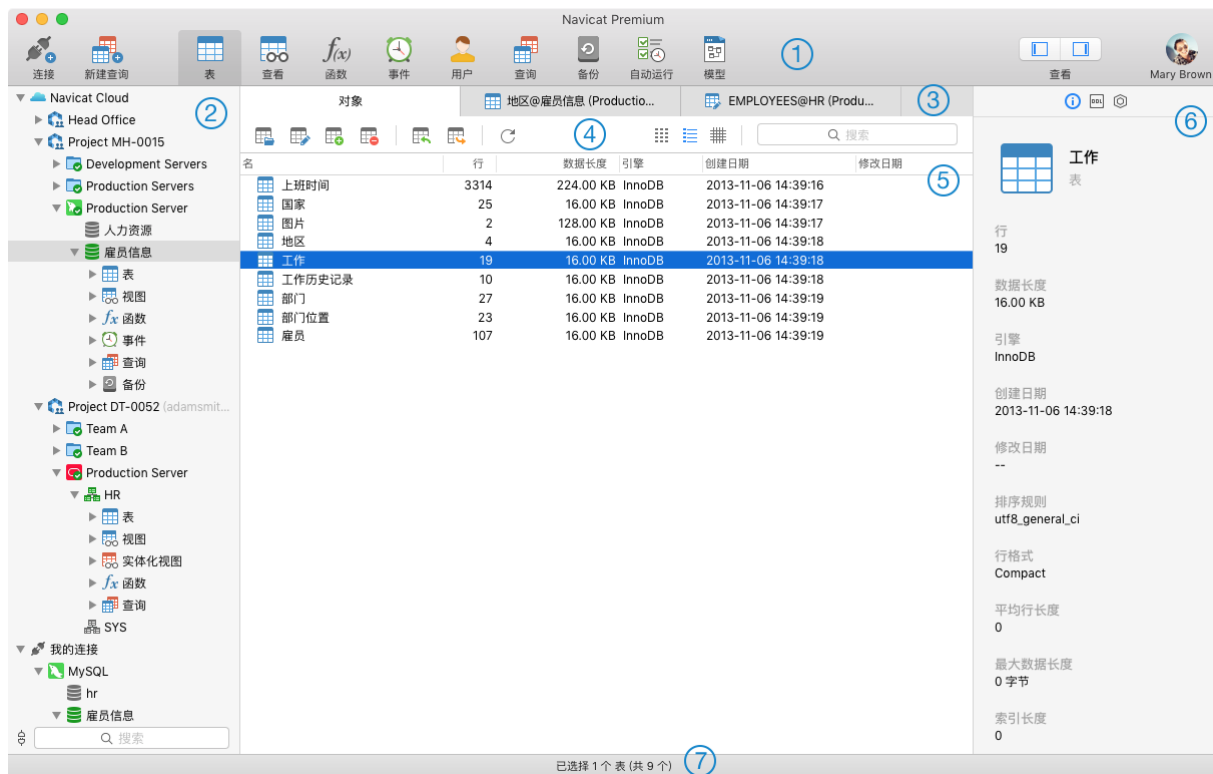 Navicat Premium
连接 新建查询 表 查看 函数 事件 用户 查询 备份 自动运行 模型 ① 查看 Mary Brown
f(x)
Navicat Cloud
②
Head Office
Project MH-0015
Development Servers
Production Servers
Production Server
人力资源
雇员信息
表
视图
fx 函数
事件
查询
备份
Project DT-0052 (adamsmit...
Team A
Team B
Production Server
HR
表
视图
实体化视图
fx 函数
查询
SYS
我的连接
MySQL
hr
雇员信息
搜索
对象 地区@雇员信息 (Productio... EMPLOYEES@HR (Produ... ③
④ 搜索
名 行 数据长度 引擎 创建日期 修改日期
⑤
上班时间 3314 224.00 KB InnoDB 2013-11-06 14:39:16
国家 25 16.00 KB InnoDB 2013-11-06 14:39:17
图片 2 128.00 KB InnoDB 2013-11-06 14:39:17
地区 4 16.00 KB InnoDB 2013-11-06 14:39:18
工作 19 16.00 KB InnoDB 2013-11-06 14:39:18
工作历史记录 10 16.00 KB InnoDB 2013-11-06 14:39:18
部门 27 16.00 KB InnoDB 2013-11-06 14:39:19
部门位置 23 16.00 KB InnoDB 2013-11-06 14:39:19
雇员 107 16.00 KB InnoDB 2013-11-06 14:39:19
DDL
⑥
工作
表
行
19
数据长度
16.00 KB
引擎
InnoDB
创建日期
2013-11-06 14:39:18
修改日期
--
排序规则
utf8_general_ci
行格式
Compact
平均行长度
0
最大数据长度
0 字节
索引长度
0
已选择 1 个 表 (共 9 个) ⑦